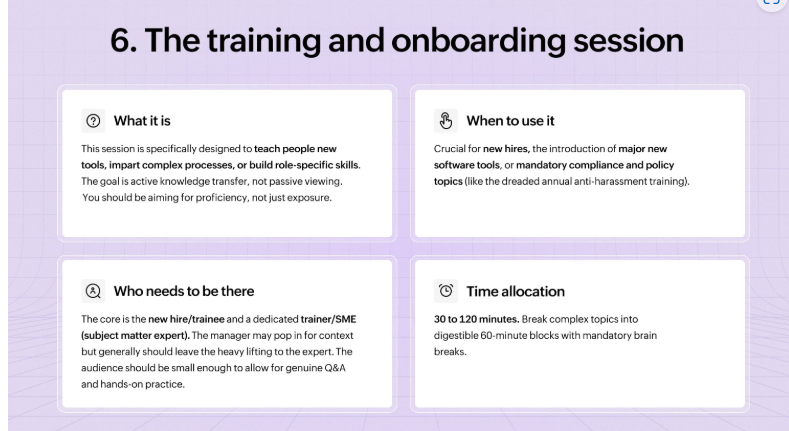 6. The training and onboarding session
What it is
This session is specifically designed to teach people new
tools, impart complex processes, or build role-specific skills.
The goal is active knowledge transfer, not passive viewing.
You should be aiming for proficiency, not just exposure.
When to use it
Crucial for new hires, the introduction of major new
software tools, or mandatory compliance and policy
topics (like the dreaded annual anti-harassment training).
Who needs to be there
The core is the new hire/trainee and a dedicated trainer/SME
(subject matter expert). The manager may pop in for context
but generally should leave the heavy lifting to the expert. The
audience should be small enough to allow for genuine Q&A
and hands-on practice.
Time allocation
30 to 120 minutes. Break complex topics into
digestible 60-minute blocks with mandatory brain
breaks.